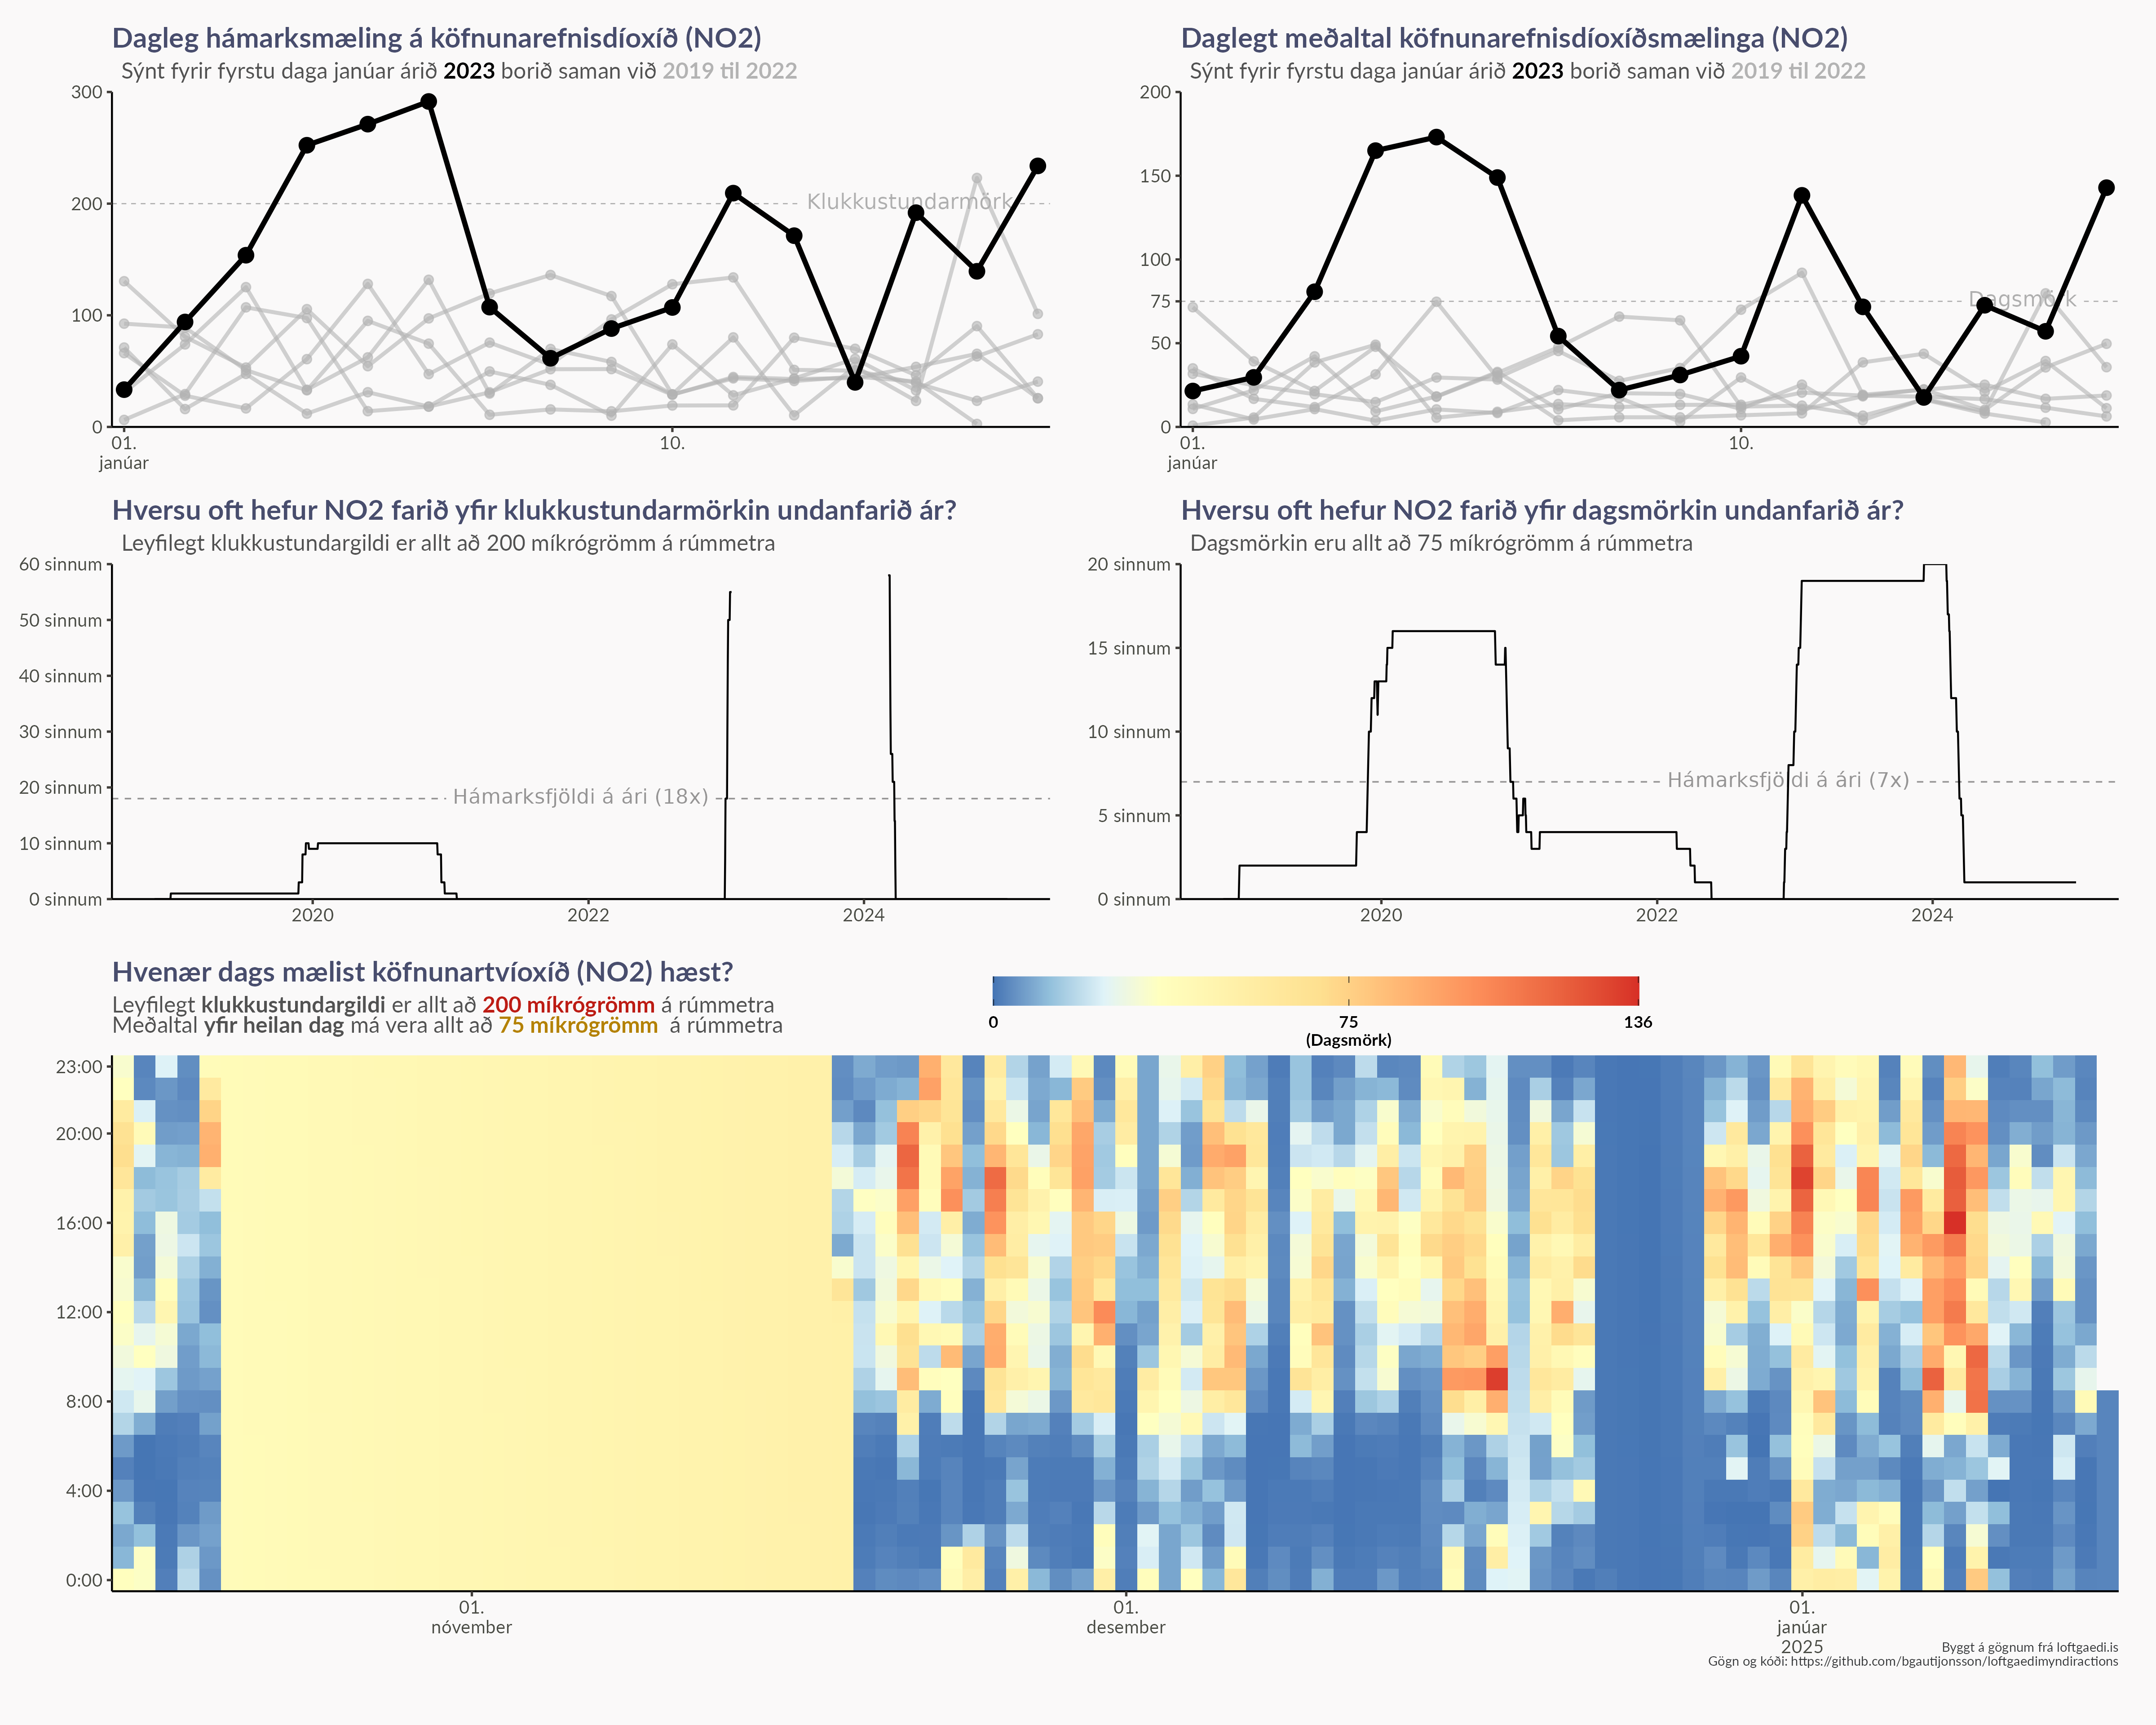 Dagleg hámarksmæling á köfnunarefnisdíoxíð (NO2)
Sýnt fyrir fyrstu daga janúar árið 2023 borið saman við 2019 til 2022
300
200
100
0
Klukkustundarmörk
01.
janúar
10.
Daglegt meðaltal köfnunarefnisdíoxíðsmælinga (NO2)
Sýnt fyrir fyrstu daga janúar árið 2023 borið saman við 2019 til 2022
200
150
100
75
50
0
Dagsmörk
01.
janúar
10.
Hversu oft hefur NO2 farið yfir klukkustundarmörkin undanfarið ár?
Leyfilegt klukkustundargildi er allt að 200 míkrógrömm á rúmmetra
60 sinnum
50 sinnum
40 sinnum
30 sinnum
20 sinnum
10 sinnum
0 sinnum
Hámarksfjöldi á ári (18x)
2020
2022
2024
Hversu oft hefur NO2 farið yfir dagsmörkin undanfarið ár?
Dagsmörkin eru allt að 75 míkrógrömm á rúmmetra
20 sinnum
15 sinnum
10 sinnum
5 sinnum
0 sinnum
Hámarksfjöldi á ári (7x)
2020
2022
2024
Hvenær dags mælist köfnunartvíoxíð (NO2) hæst?
Leyfilegt klukkustundargildi er allt að 200 míkrógrömm á rúmmetra
Meðaltal yfir heilan dag má vera allt að 75 míkrógrömm á rúmmetra
0
75
(Dagsmörk)
136
23:00
20:00
16:00
12:00
8:00
4:00
0:00
01.
nóvember
01.
desember
01.
janúar
2025
Byggt á gögnum frá loftgaedi.is
Gögn og kóði: https://github.com/bgautijonsson/loftgaedimyndiractions